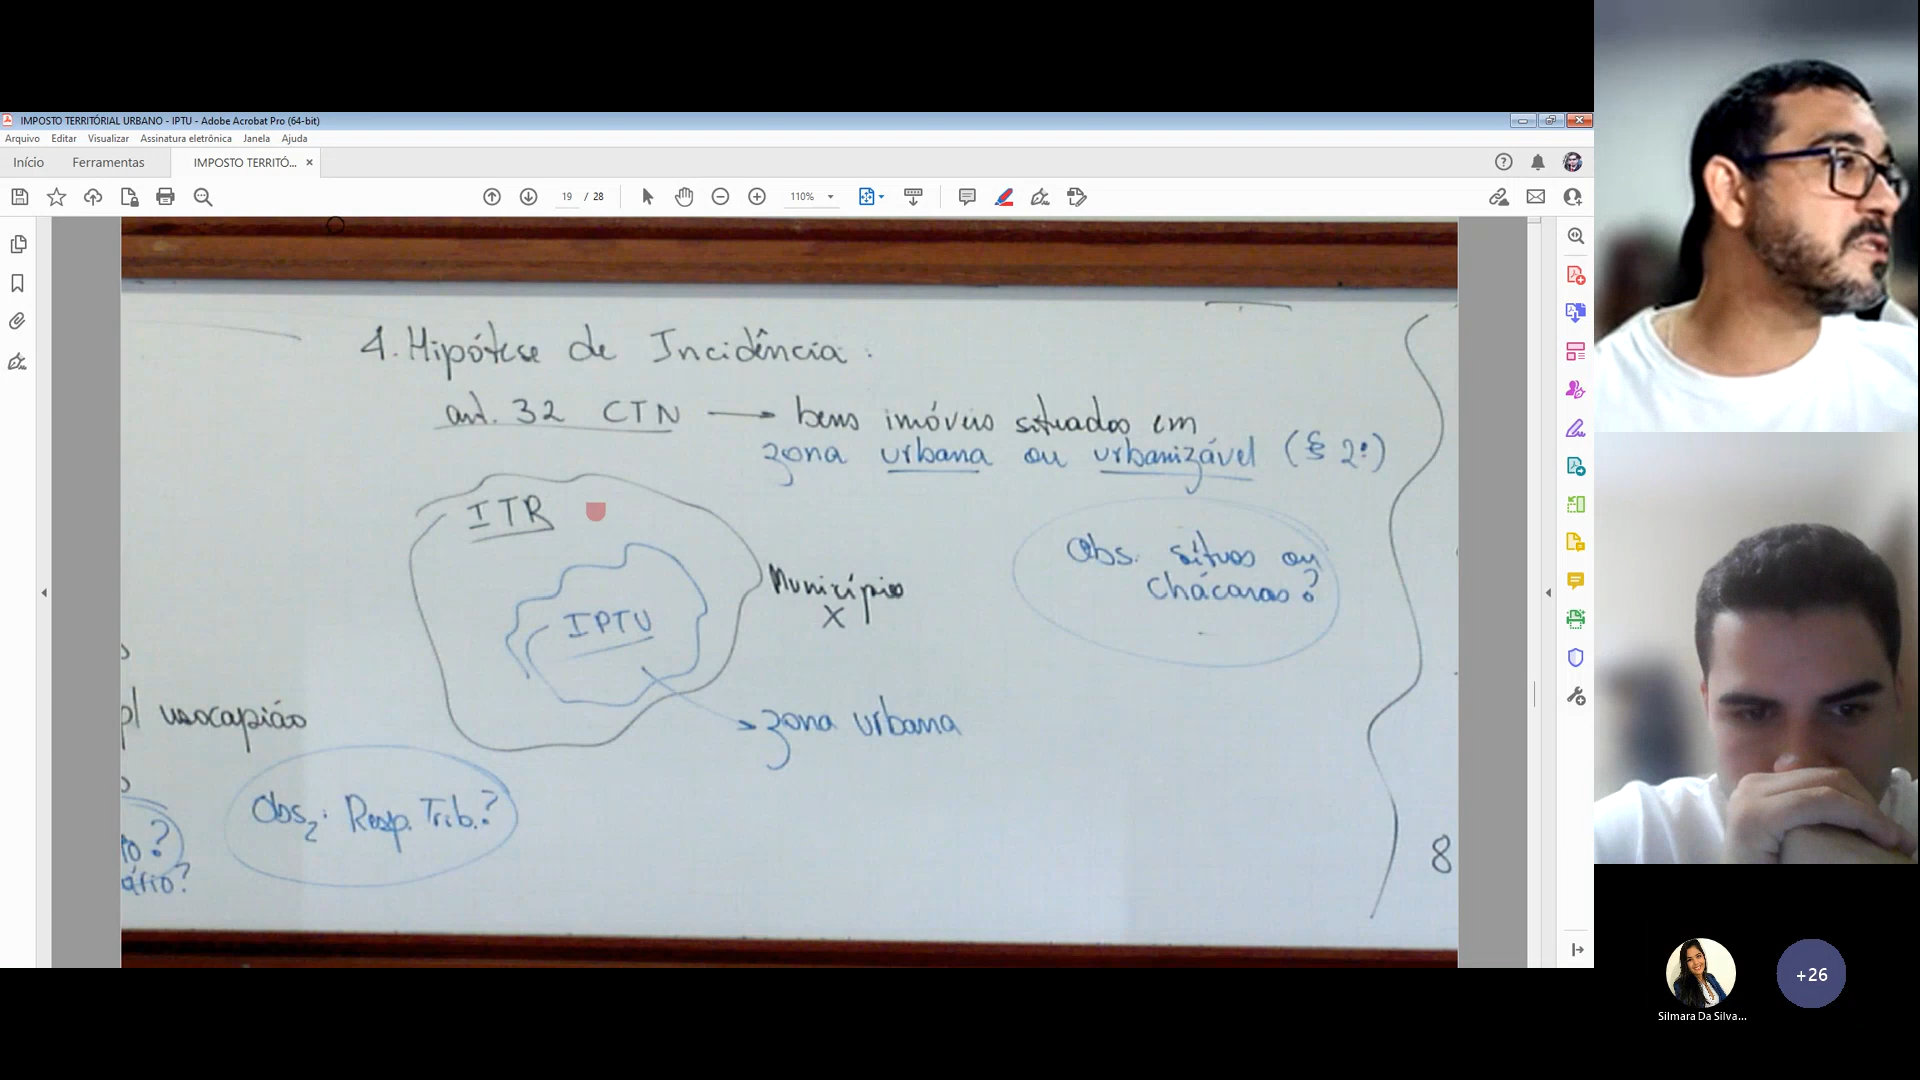 IMPOSTO TERRITÓRIAL URBANO - IPTU - Adobe Acrobat Pro (64-bit)
Arquivo Editar Visualizar Assinatura eletrônica Janela Ajuda
Início Ferramentas IMPOSTO TERRITÓ... ×
19 / 28 110%
4. Hipótese de Incidência:
art. 32 CTN → bens imóveis situados em
zona urbana ou urbanizável (§ 2º)
ITR
Obs. sítios ou
chácaras?
Município
X
IPTU
p/ usocapião
zona urbana
Obs2: Resp. Trib.?
ário?
8
Silmara Da Silva...
+26